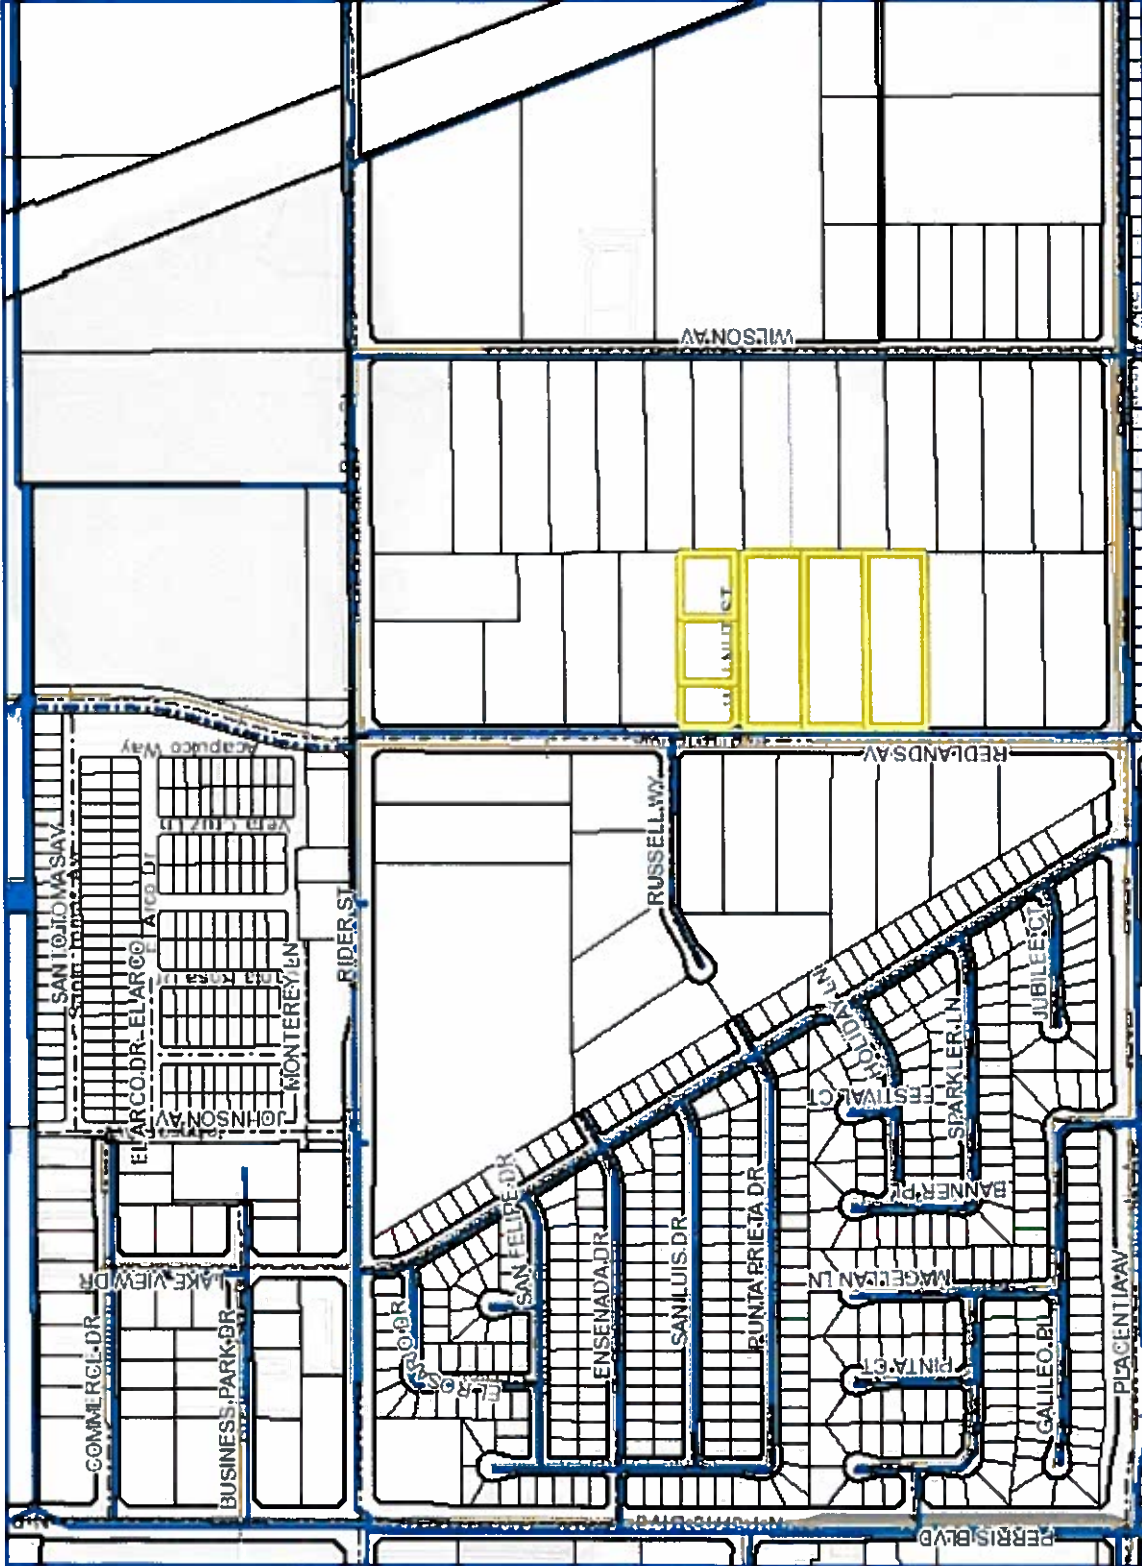 WILSON AV
Acapulco Way
REDLANDS AV
RUSSELL WY
SANTO TOMAS AV
EL ARCO DR
EL ARCO
MONTEREY LN
RIDER ST
JOHNSON AV
HOLIDAY LN
JUBILEE CT
SPARKLER LN
FESTIVAL CT
BANNER PL
SAN FELIPE DR
ENSENADA DR
SAN LUIS DR
PUNTA PRIETA DR
MAGELLAN LN
LAKE VIEW DR
COMMERCE DR
BUSINESS PARK DR
PINTA CT
GALILEO PL
PLACENTIA AV
PERRIS BLVD